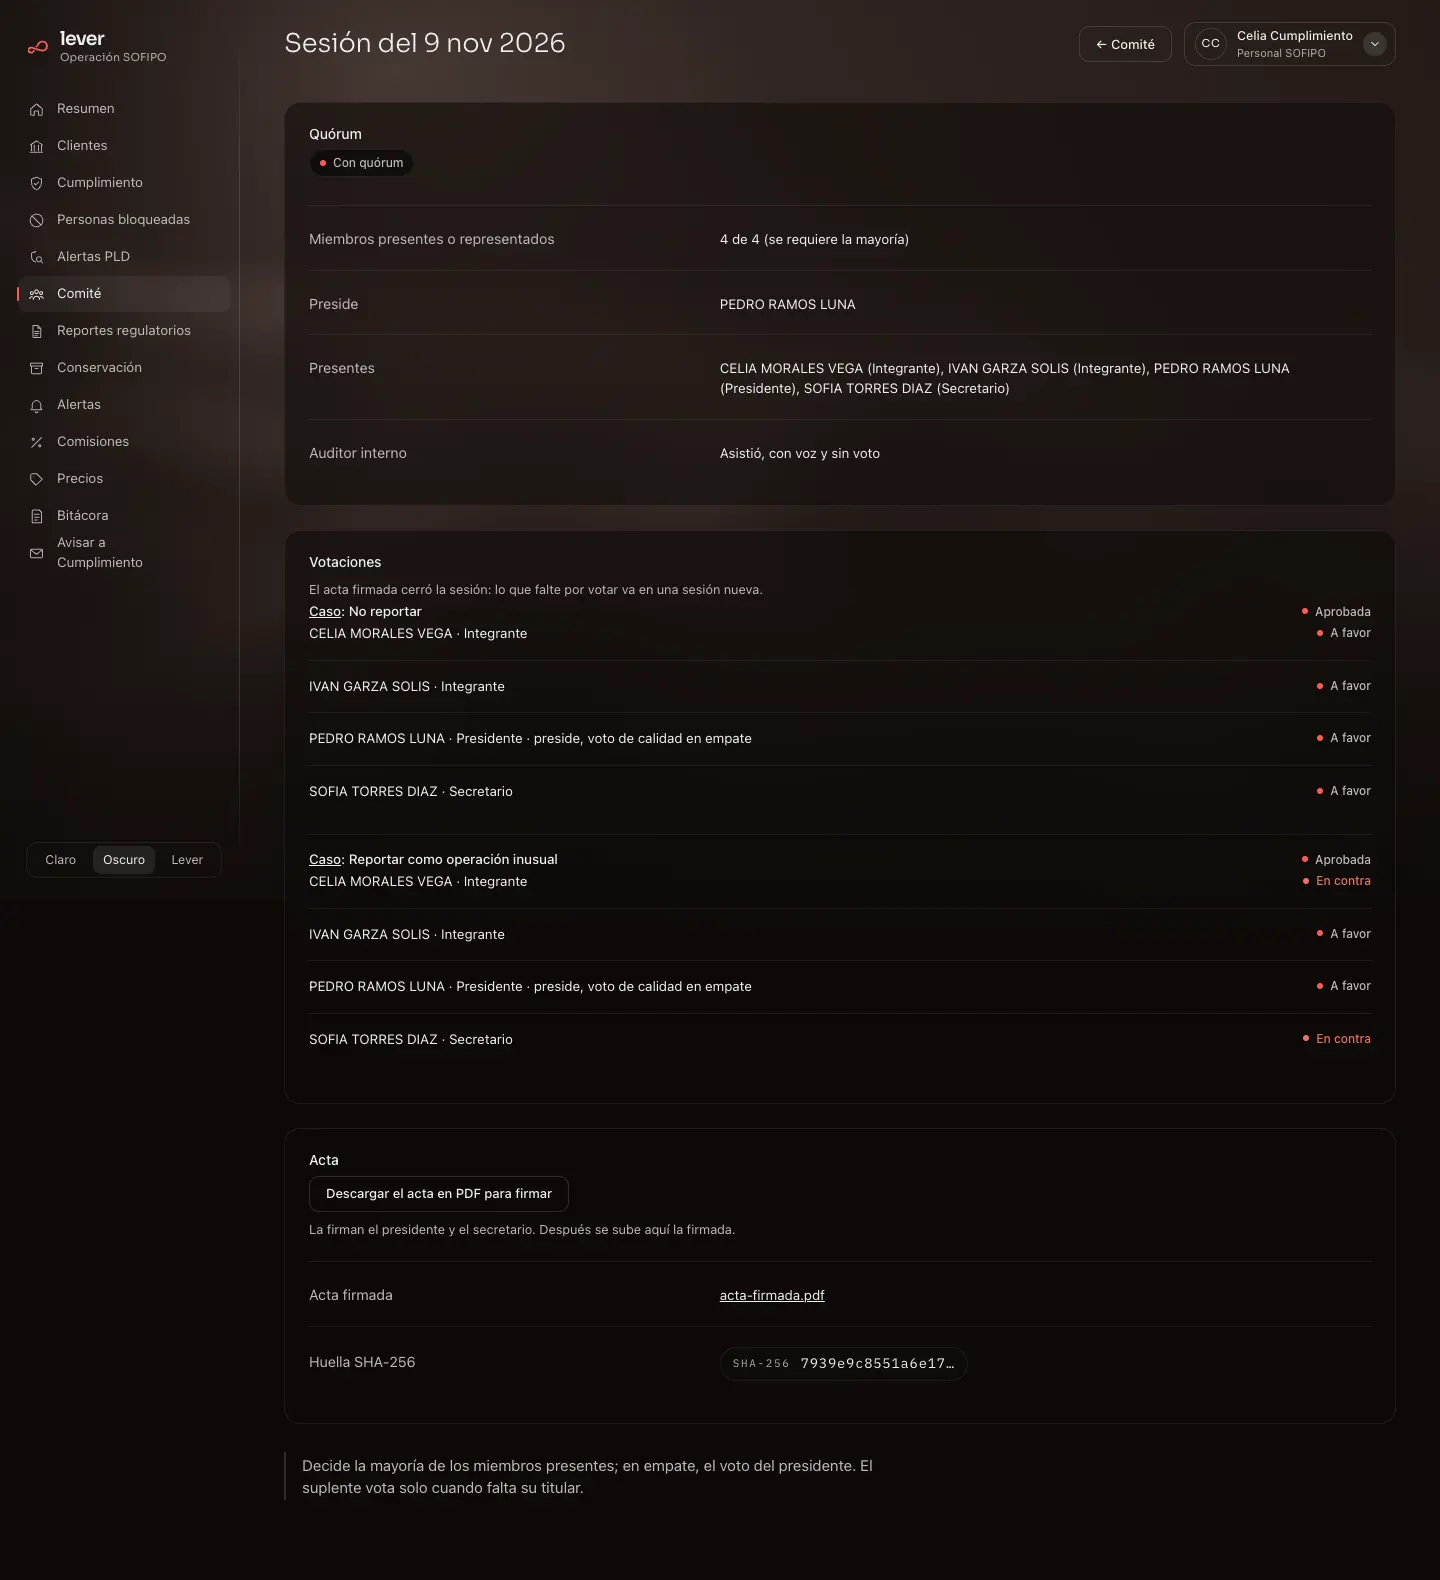 lever
Operación SOFIPO
Resumen
Clientes
Cumplimiento
Personas bloqueadas
Alertas PLD
Comité
Reportes regulatorios
Conservación
Alertas
Comisiones
Precios
Bitácora
Avisar a
Cumplimiento
Claro
Oscuro
Lever
Sesión del 9 nov 2026
← Comité
CC
Celia Cumplimiento
Personal SOFIPO
Quórum
Con quórum
Miembros presentes o representados
4 de 4 (se requiere la mayoría)
Preside
PEDRO RAMOS LUNA
Presentes
CELIA MORALES VEGA (Integrante), IVAN GARZA SOLIS (Integrante), PEDRO RAMOS LUNA
(Presidente), SOFIA TORRES DIAZ (Secretario)
Auditor interno
Asistió, con voz y sin voto
Votaciones
El acta firmada cerró la sesión: lo que falte por votar va en una sesión nueva.
Caso: No reportar
Aprobada
CELIA MORALES VEGA · Integrante
A favor
IVAN GARZA SOLIS · Integrante
A favor
PEDRO RAMOS LUNA · Presidente · preside, voto de calidad en empate
A favor
SOFIA TORRES DIAZ · Secretario
A favor
Caso: Reportar como operación inusual
Aprobada
CELIA MORALES VEGA · Integrante
En contra
IVAN GARZA SOLIS · Integrante
A favor
PEDRO RAMOS LUNA · Presidente · preside, voto de calidad en empate
A favor
SOFIA TORRES DIAZ · Secretario
En contra
Acta
Descargar el acta en PDF para firmar
La firman el presidente y el secretario. Después se sube aquí la firmada.
Acta firmada
acta-firmada.pdf
Huella SHA-256
SHA-256 7939e9c8551a6e17…
Decide la mayoría de los miembros presentes; en empate, el voto del presidente. El
suplente vota solo cuando falta su titular.